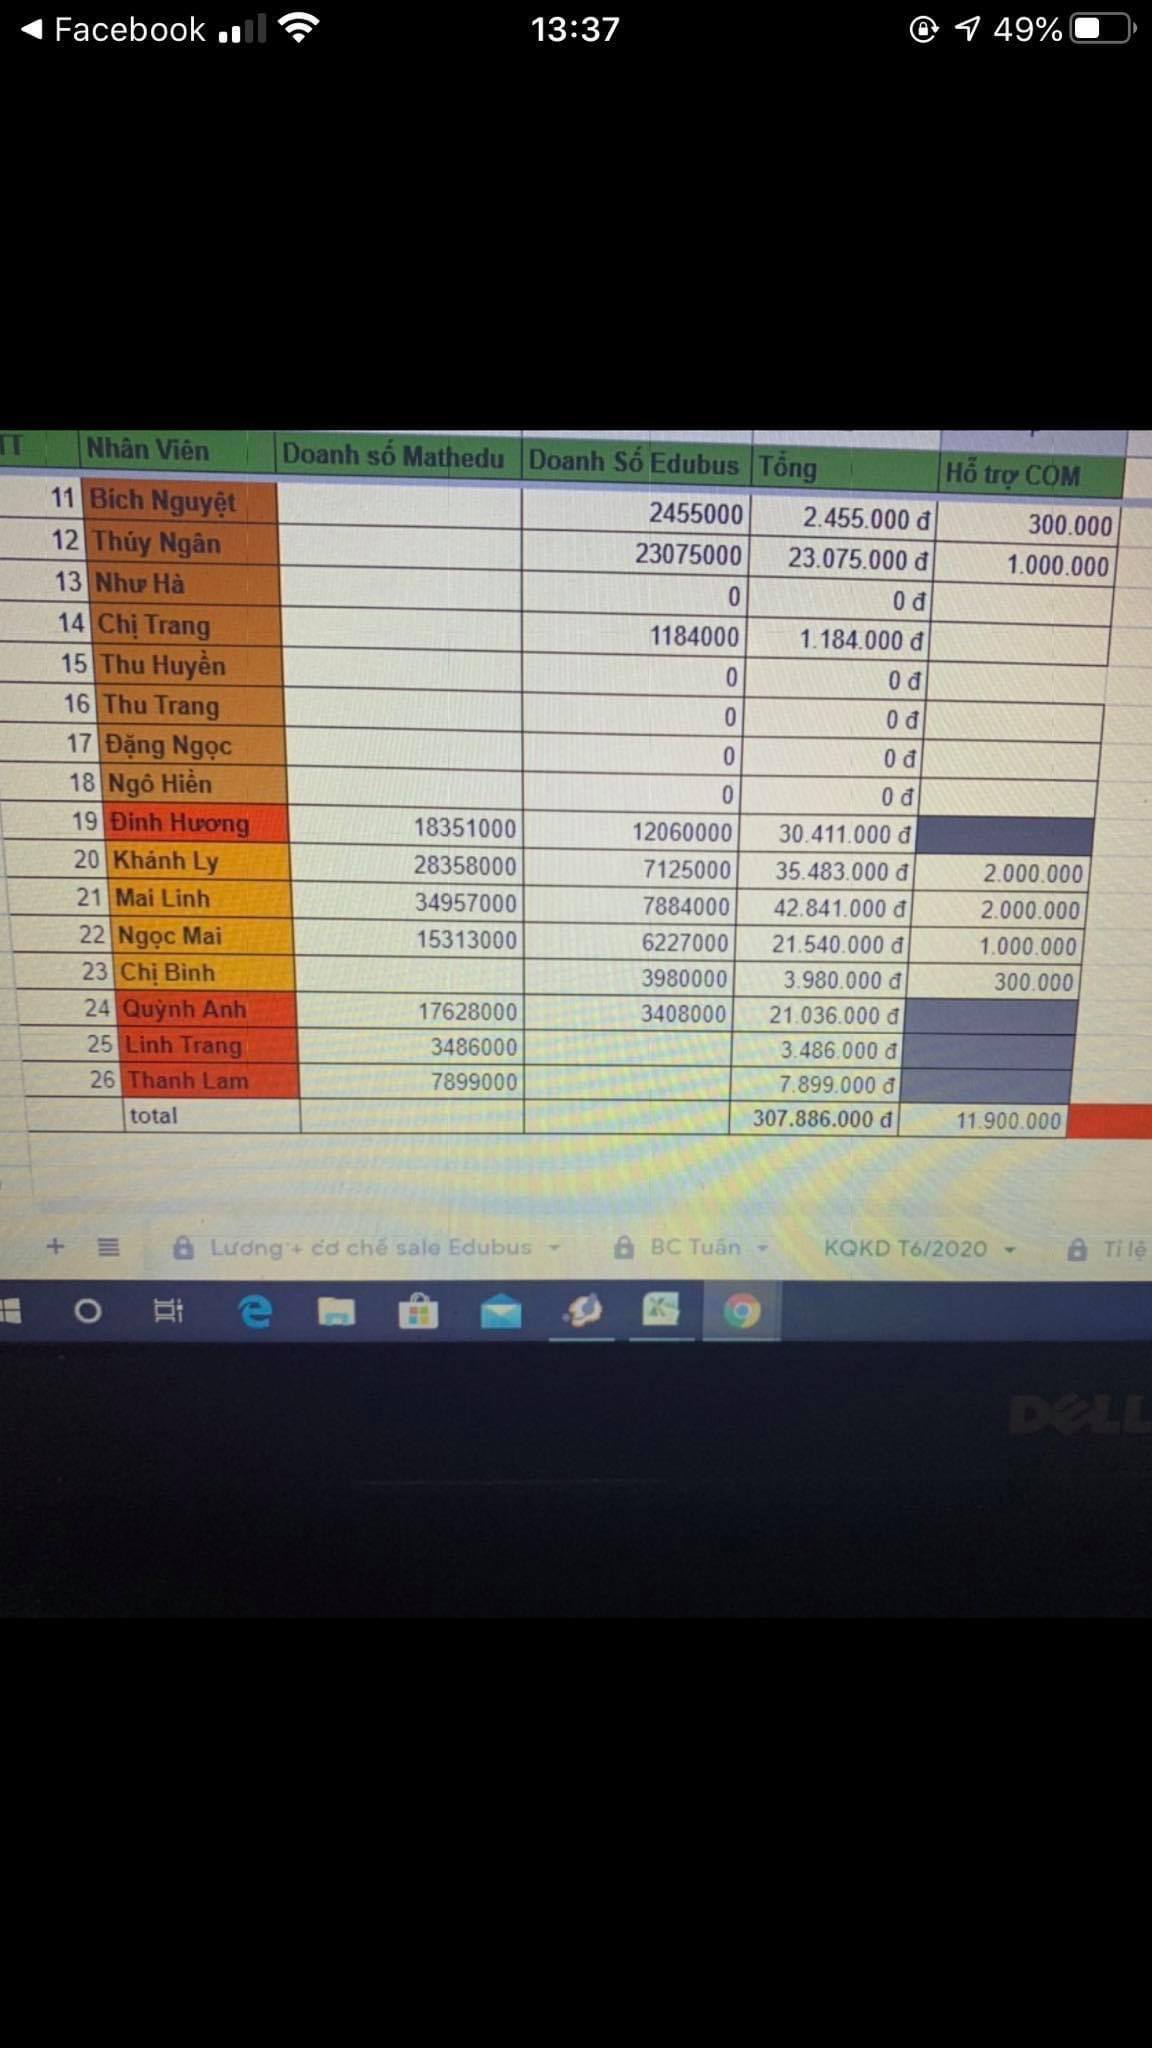 Facebook 13:37 49%
TT Nhân Viên Doanh số Mathedu Doanh Số Edubus Tổng Hỗ trợ COM
11 Bích Nguyệt 2455000 2.455.000 đ 300.000
12 Thúy Ngân 23075000 23.075.000 đ 1.000.000
13 Như Hà 0 0 đ
14 Chị Trang 1184000 1.184.000 đ
15 Thu Huyền 0 0 đ
16 Thu Trang 0 0 đ
17 Đặng Ngọc 0 0 đ
18 Ngô Hiền 0 0 đ
19 Đinh Hương 18351000 12060000 30.411.000 đ
20 Khánh Ly 28358000 7125000 35.483.000 đ 2.000.000
21 Mai Linh 34957000 7884000 42.841.000 đ 2.000.000
22 Ngọc Mai 15313000 6227000 21.540.000 đ 1.000.000
23 Chị Bình 3980000 3.980.000 đ 300.000
24 Quỳnh Anh 17628000 3408000 21.036.000 đ
25 Linh Trang 3486000 3.486.000 đ
26 Thanh Lam 7899000 7.899.000 đ
total 307.886.000 đ 11.900.000
Lương + cơ chế sale Edubus BC Tuần KQKD T6/2020 Tỉ lệ
DELL